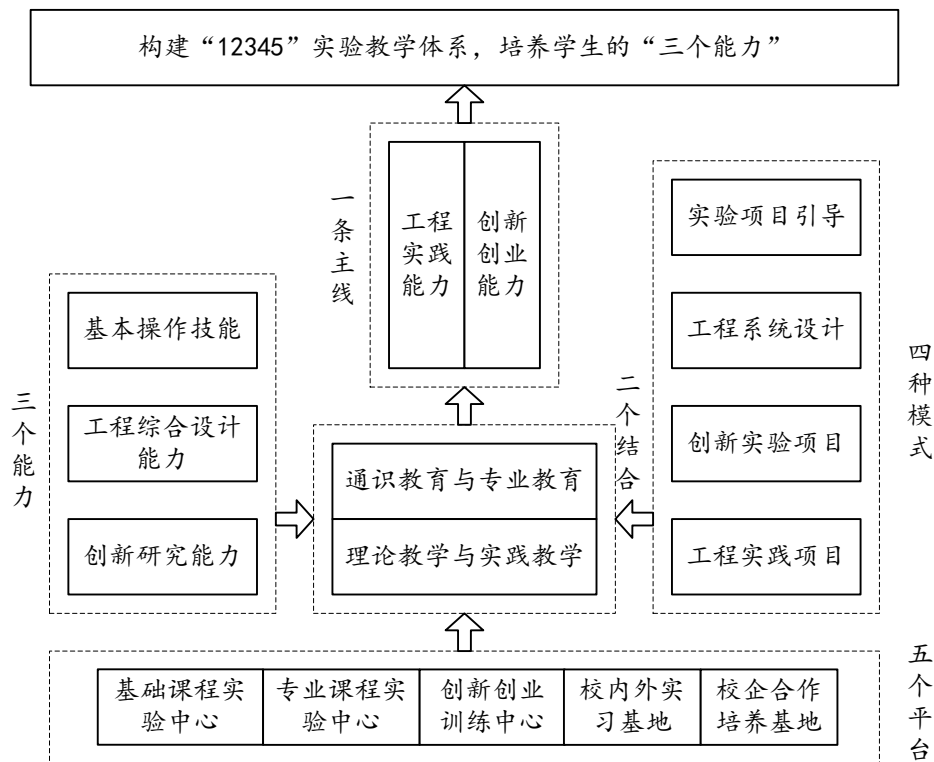 构建“12345”实验教学体系，培养学生的“三个能力”
一条主线
工程
实践
能力
创新
创业
能力
三个能力
基本操作技能
工程综合设计
能力
创新研究能力
二个结合
通识教育与专业教育
理论教学与实践教学
四种模式
实验项目引导
工程系统设计
创新实验项目
工程实践项目
五个平台
基础课程实
验中心
专业课程实
验中心
创新创业
训练中心
校内外实
习基地
校企合作
培养基地